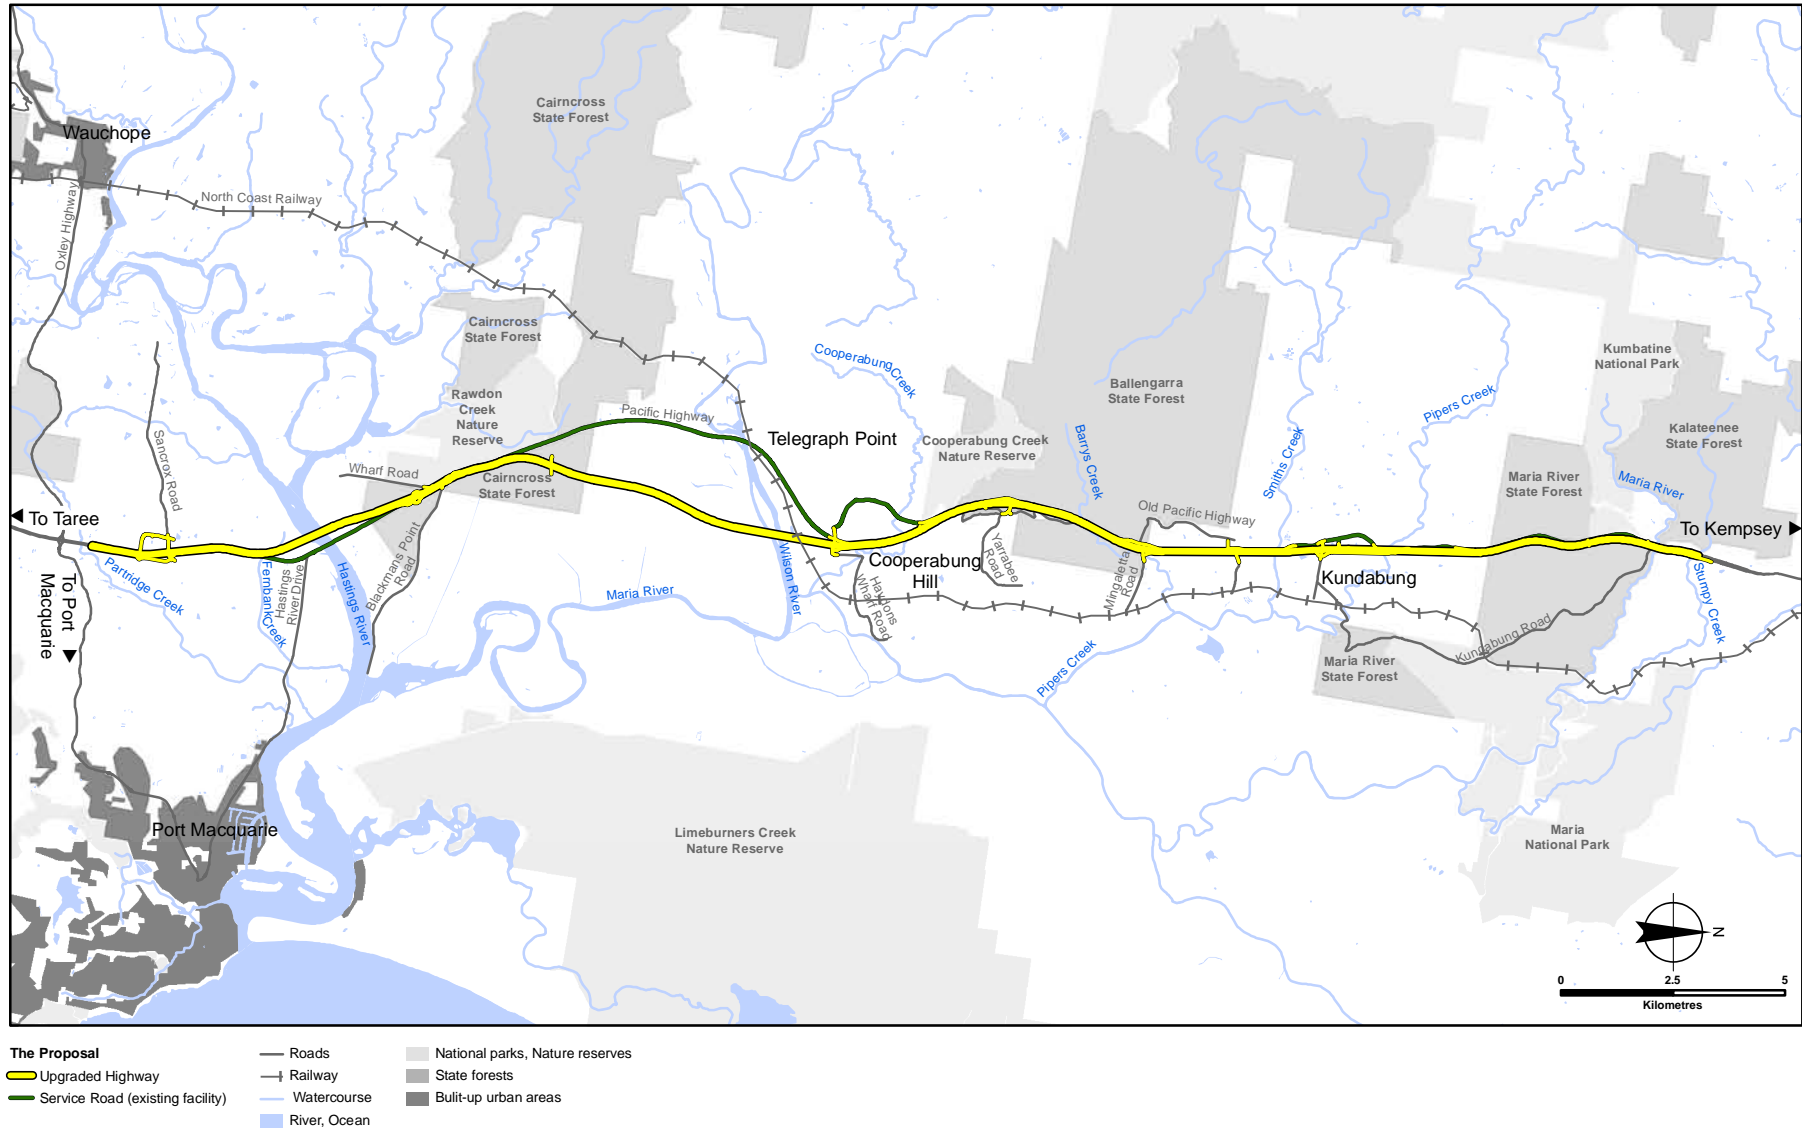 Cairncross
State Forest
Wauchope
North Coast Railway
Oxley Highway
Cairncross
State Forest
Cooperabung Creek
Kumbatine
National Park
Rawdon
Creek
Nature
Reserve
Pacific Highway
Ballengarra
State Forest
Pipers Creek
Telegraph Point
Cooperabung Creek
Nature Reserve
Barrys Creek
Smiths Creek
Kalateenee
State Forest
Sancrox Road
Wharf Road
Cairncross
State Forest
Maria River
State Forest
Maria River
Old Pacific Highway
To Taree
To Kempsey
Partridge Creek
To Port
Macquarie
Fernbank Creek
Hastings
River Drive
Hastings River
Blackmans Point
Road
Maria River
Wilson River
Cooperabung
Hill
Haydons
Wharf Road
Yarrabee
Road
Mingaletta
Road
Kundabung
Stumpy Creek
Kundabung Road
Pipers Creek
Maria River
State Forest
Port Macquarie
Limeburners Creek
Nature Reserve
Maria
National Park
N
0 2.5 5
Kilometres
The Proposal
Upgraded Highway
Service Road (existing facility)
Roads
Railway
Watercourse
River, Ocean
National parks, Nature reserves
State forests
Bulit-up urban areas